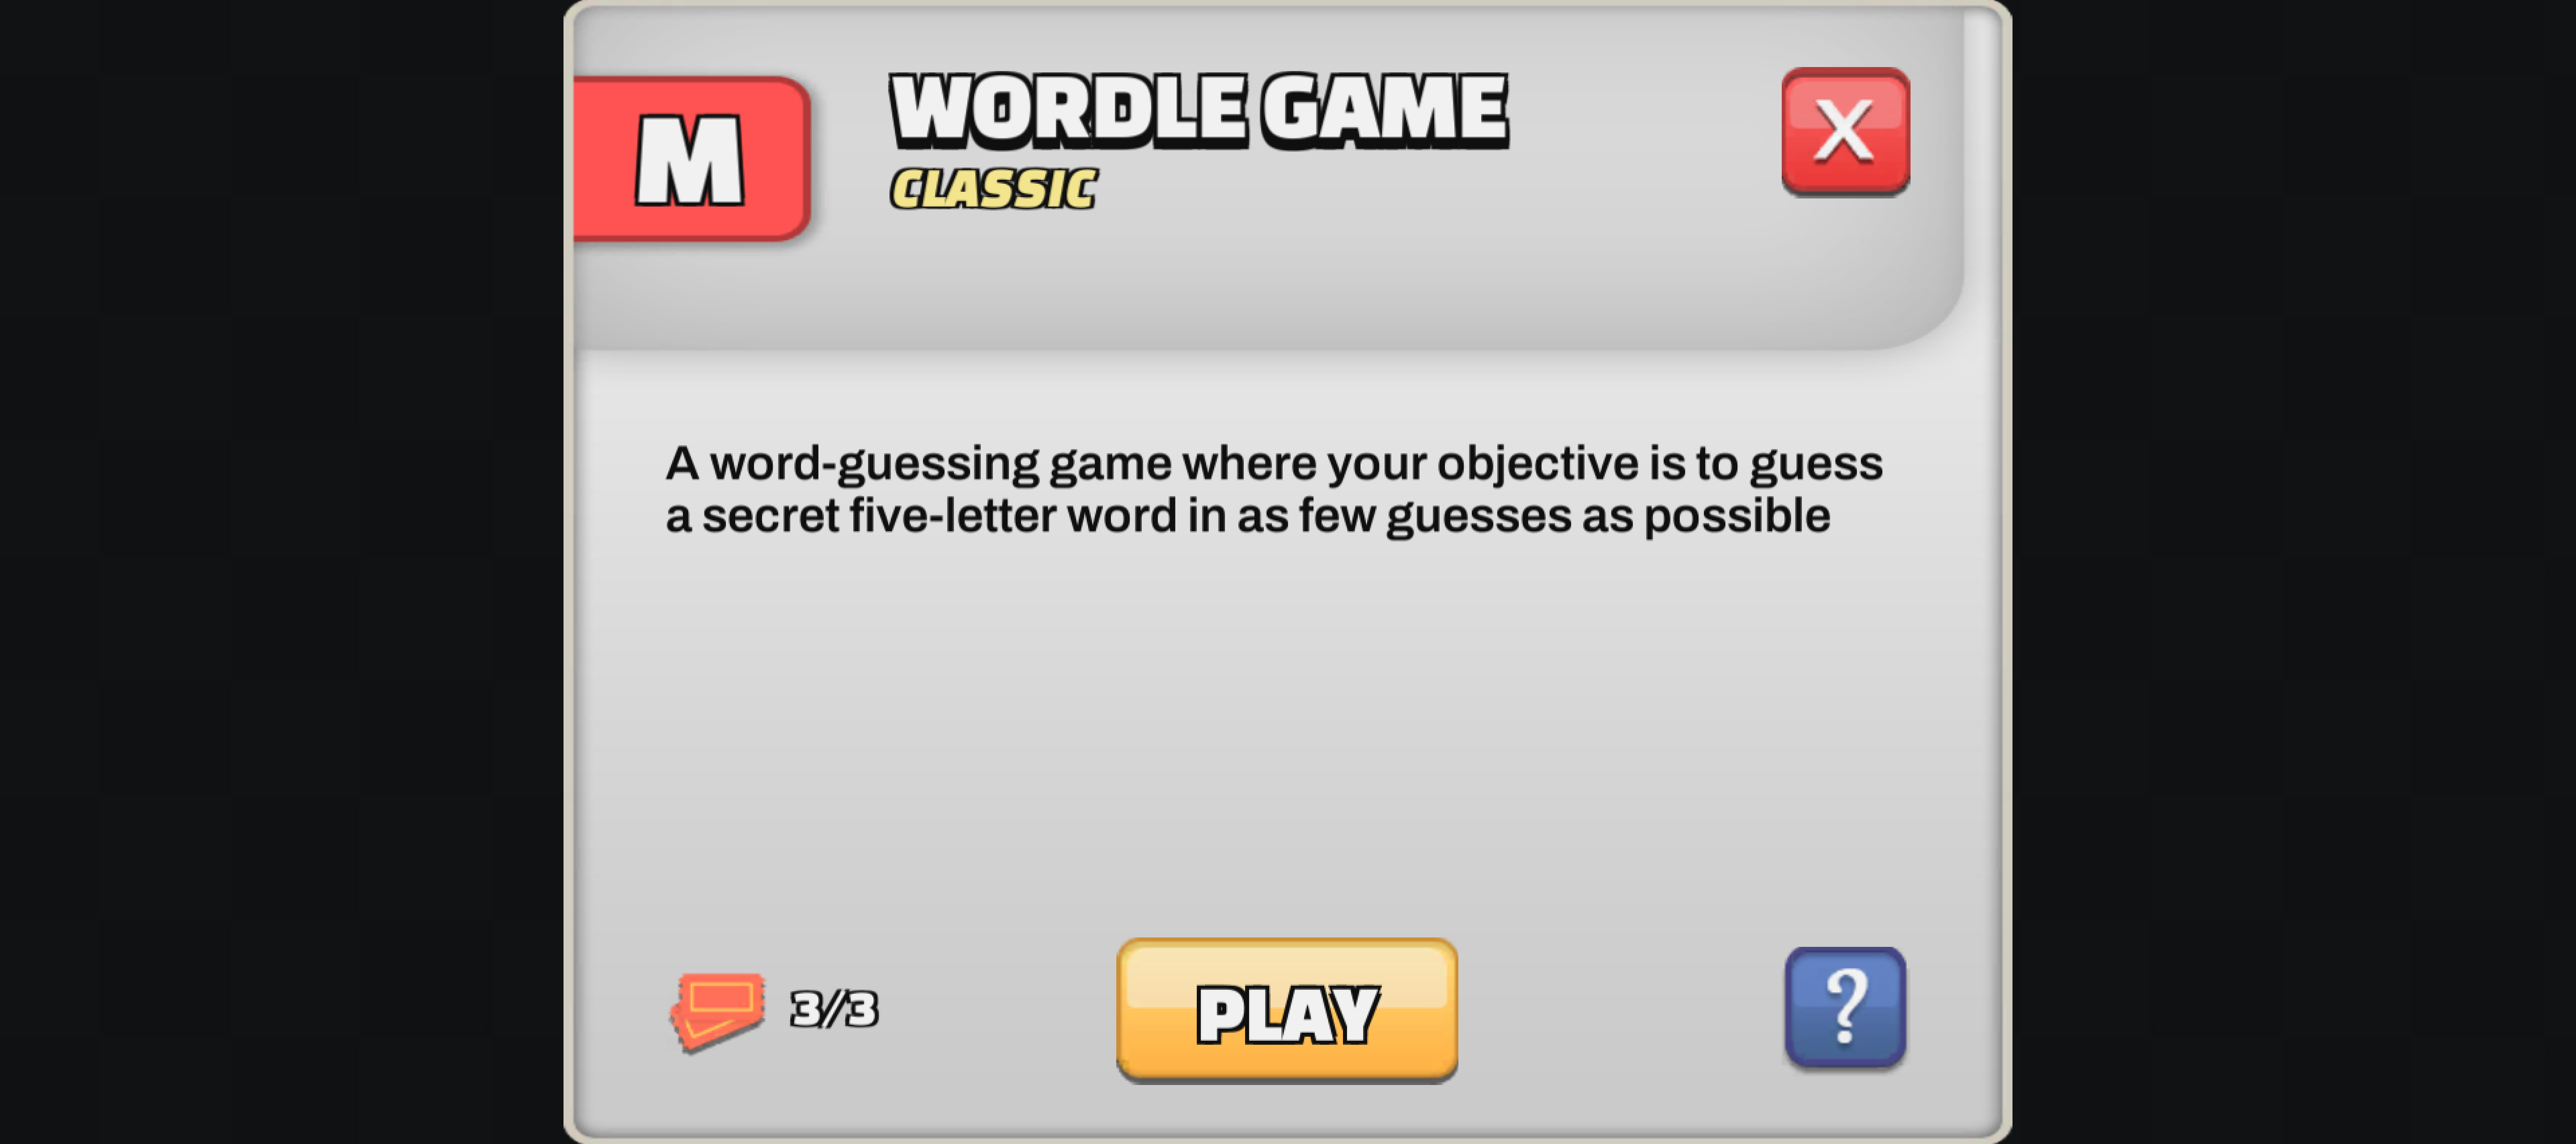 M
WORDLE GAME
CLASSIC
X
A word-guessing game where your objective is to guess
a secret five-letter word in as few guesses as possible
3/3
PLAY
?